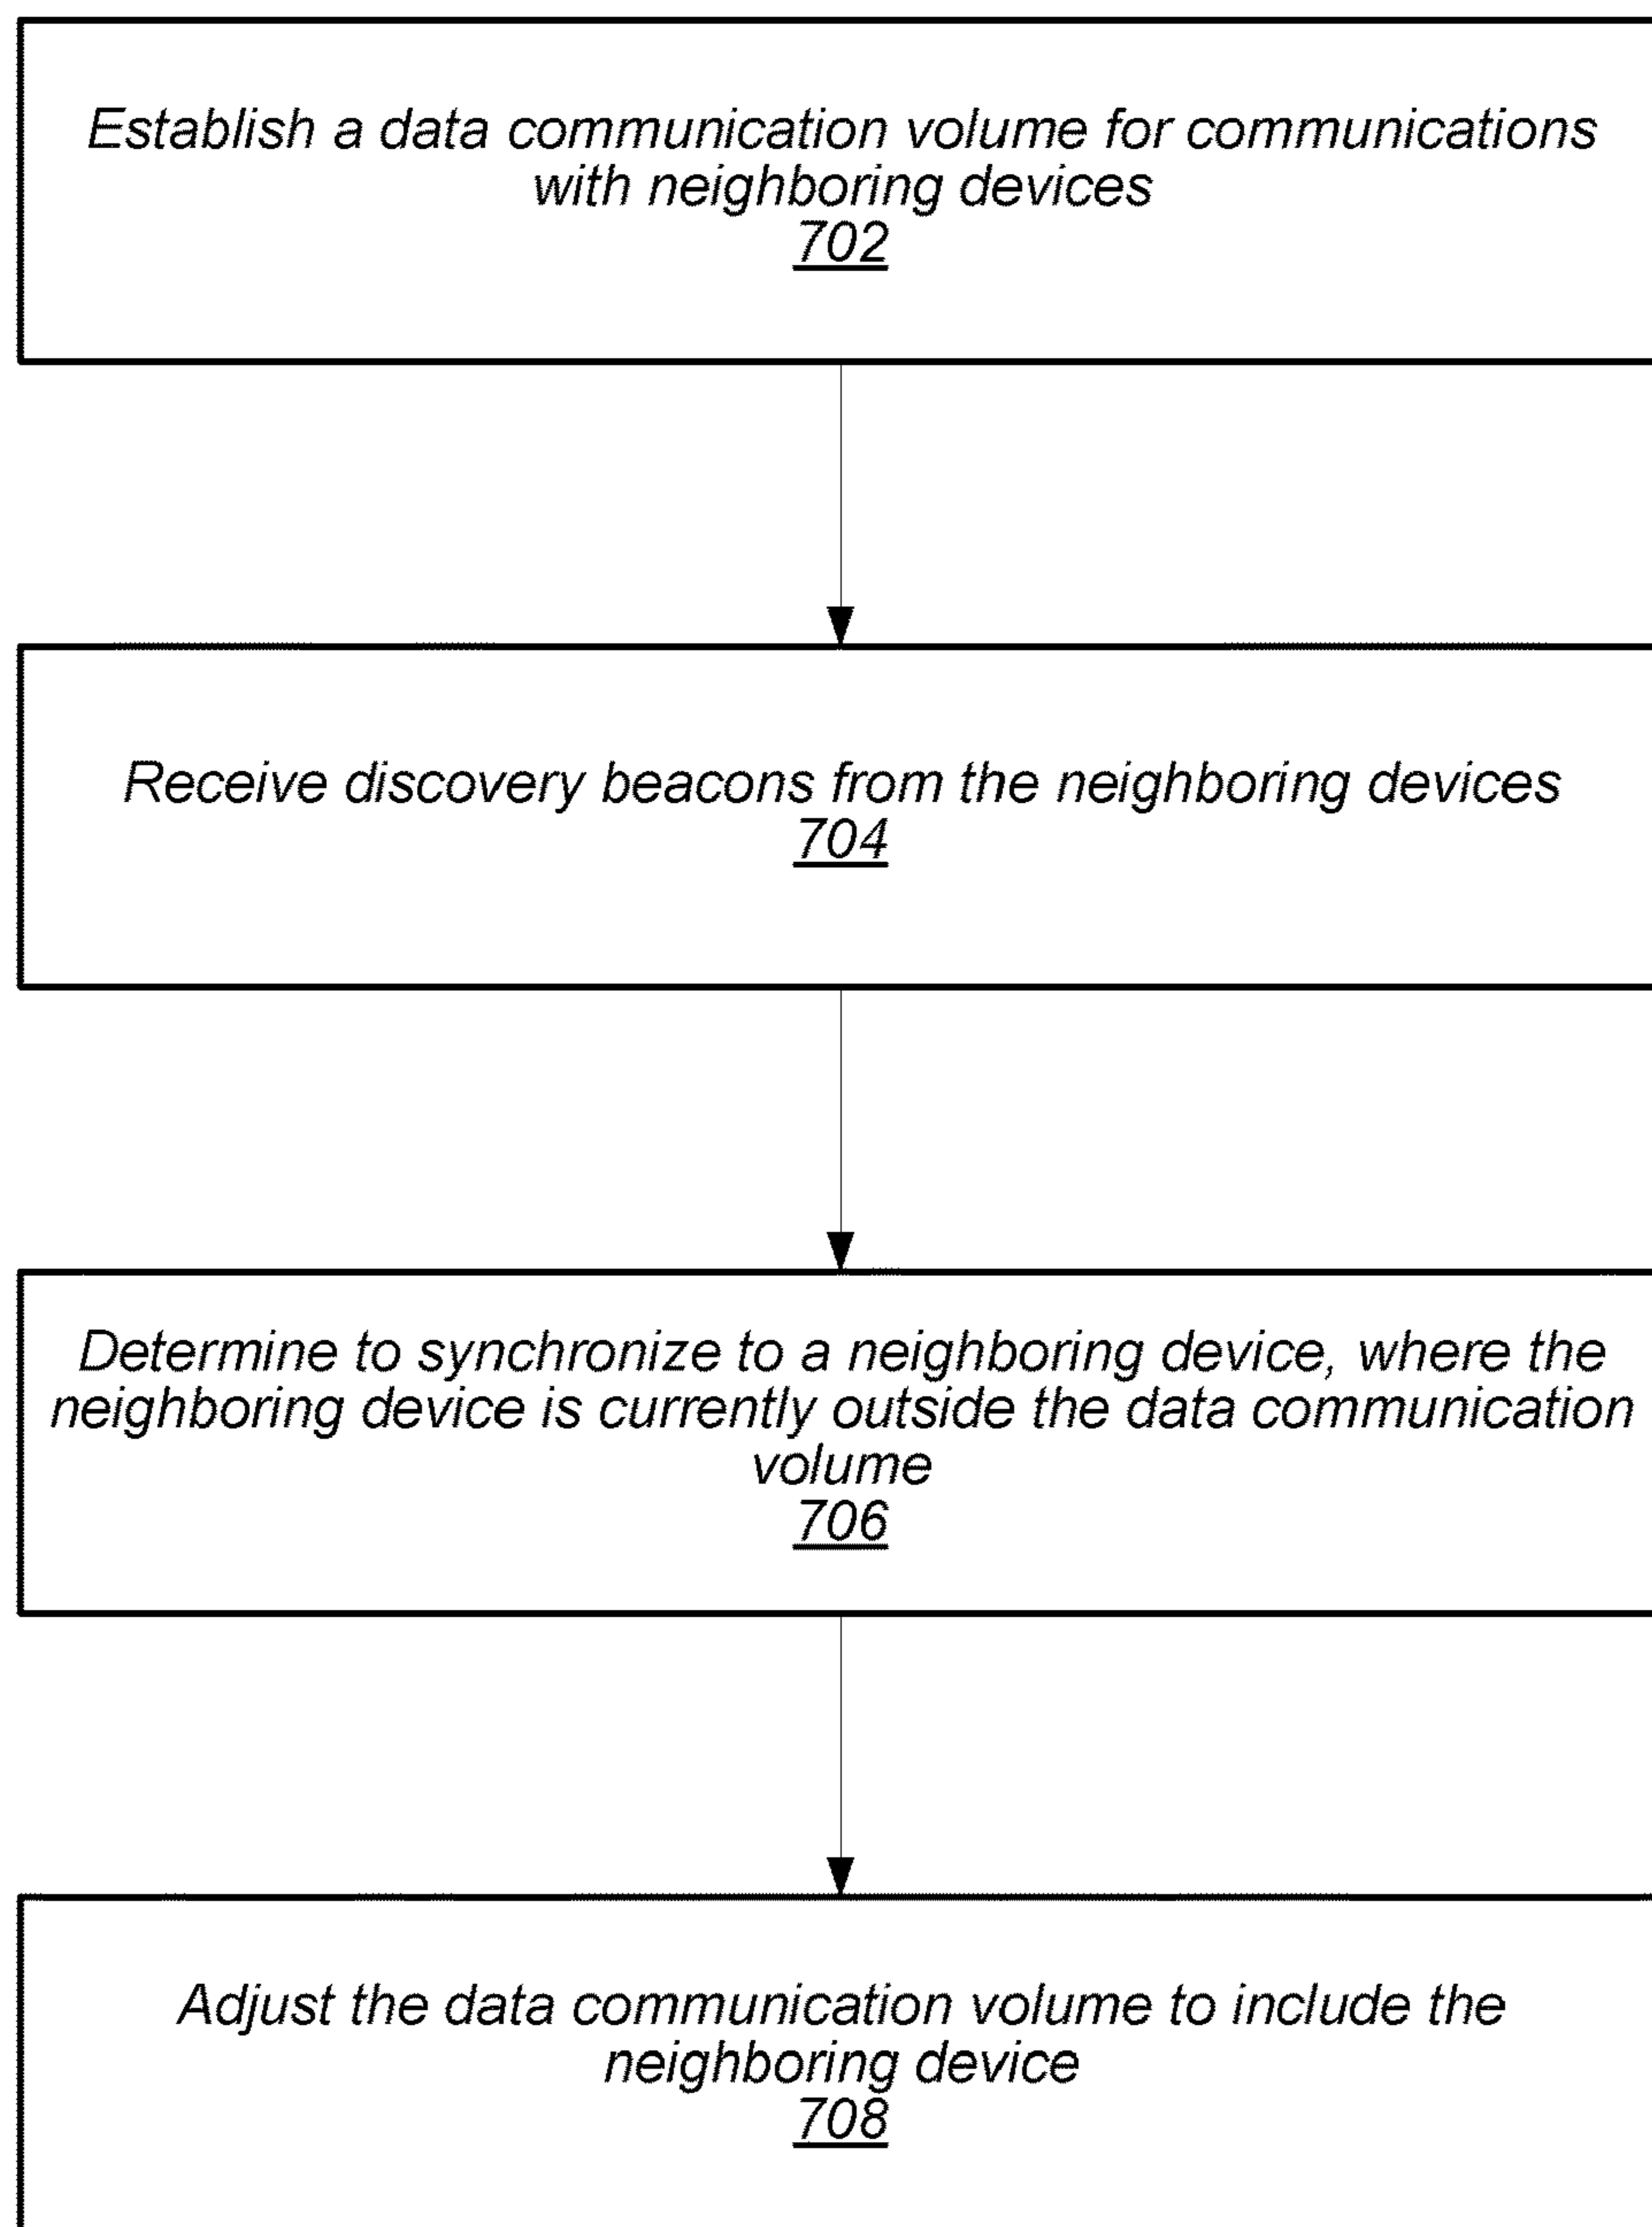 Establish a data communication volume for communications
with neighboring devices
702
Receive discovery beacons from the neighboring devices
704
Determine to synchronize to a neighboring device, where the
neighboring device is currently outside the data communication
volume
706
Adjust the data communication volume to include the
neighboring device
708